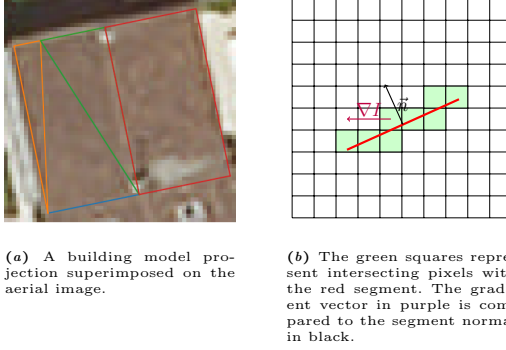 ∇I
n⃗
(a) A building model pro-
jection superimposed on the
aerial image.
(b) The green squares repre-
sent intersecting pixels with
the red segment. The gradi-
ent vector in purple is com-
pared to the segment normal
in black.